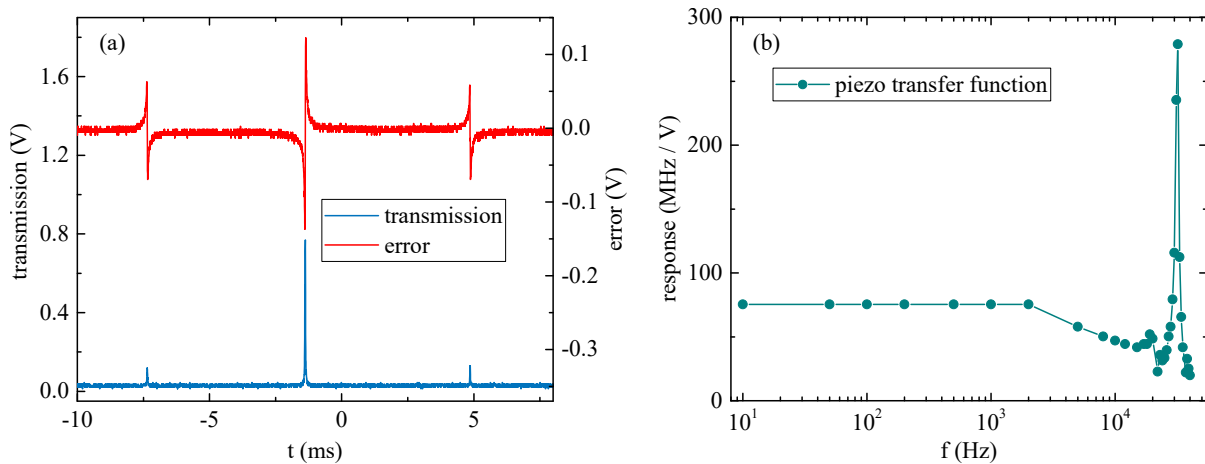 (a)
transmission (V)
1.6
1.2
0.8
0.4
0.0
0.1
0.0
-0.1
-0.2
-0.3
error (V)
transmission
error
-10
-5
0
5
t (ms)
(b)
response (MHz / V)
300
200
100
0
piezo transfer function
10¹
10²
10³
10⁴
f (Hz)